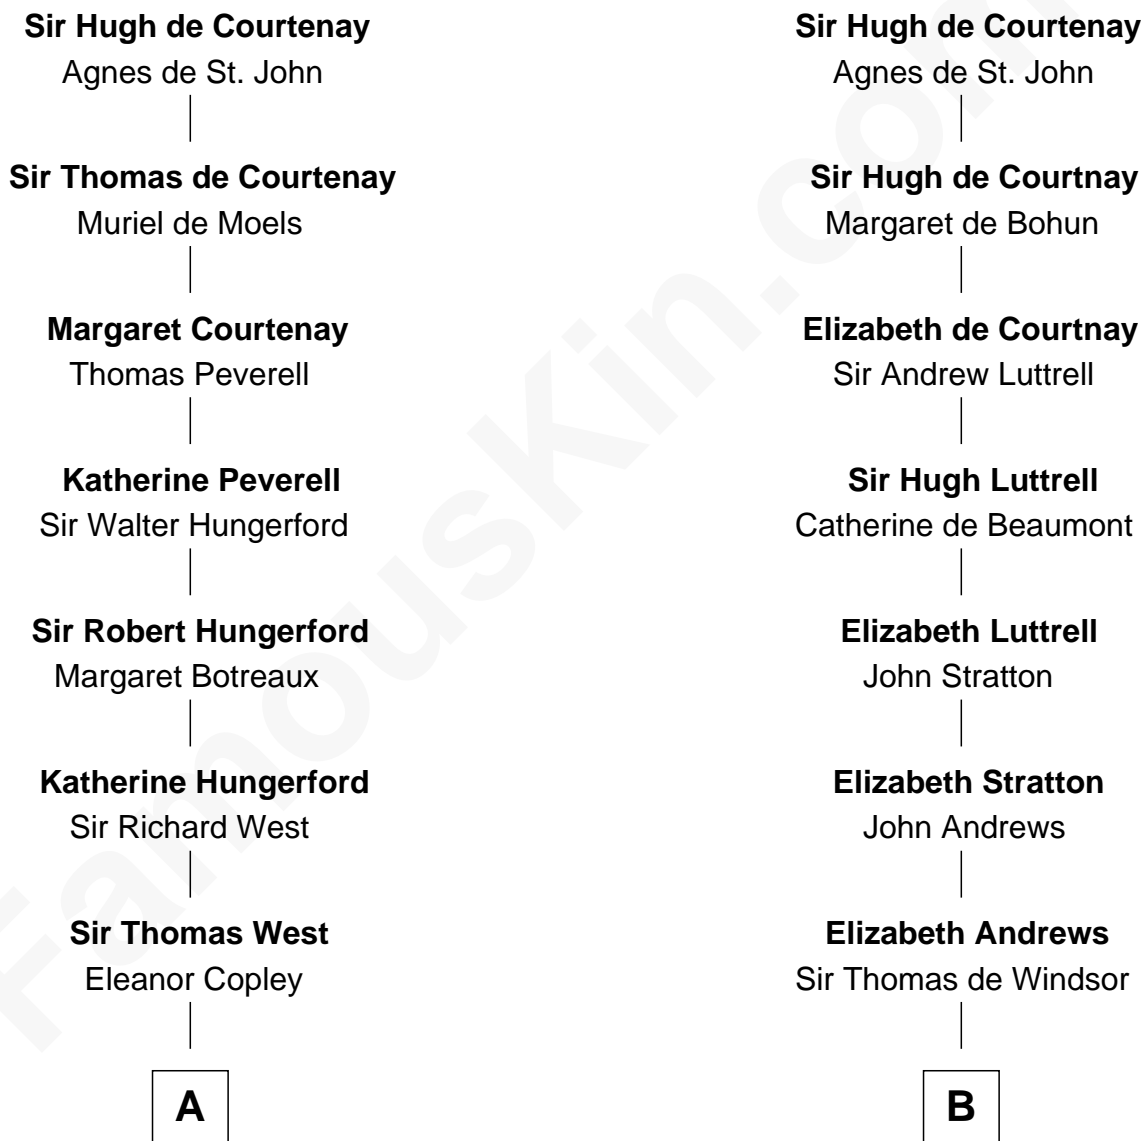 Sir Hugh de Courtenay
Agnes de St. John
Sir Thomas de Courtenay
Muriel de Moels
Margaret Courtenay
Thomas Peverell
Katherine Peverell
Sir Walter Hungerford
Sir Robert Hungerford
Margaret Botreaux
Katherine Hungerford
Sir Richard West
Sir Thomas West
Eleanor Copley
A
Sir Hugh de Courtenay
Agnes de St. John
Sir Hugh de Courtnay
Margaret de Bohun
Elizabeth de Courtnay
Sir Andrew Luttrell
Sir Hugh Luttrell
Catherine de Beaumont
Elizabeth Luttrell
John Stratton
Elizabeth Stratton
John Andrews
Elizabeth Andrews
Sir Thomas de Windsor
B
FamousKin.com